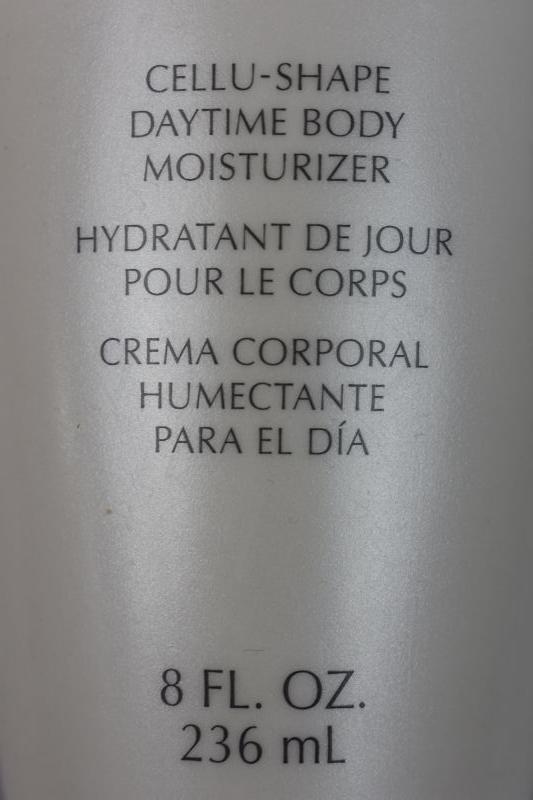 CELLU-SHAPE
DAYTIME BODY
MOISTURIZER
HYDRATANT DE JOUR
POUR LE CORPS
CREMA CORPORAL
HUMECTANTE
PARA EL DÍA
8 FL. OZ.
236 mL